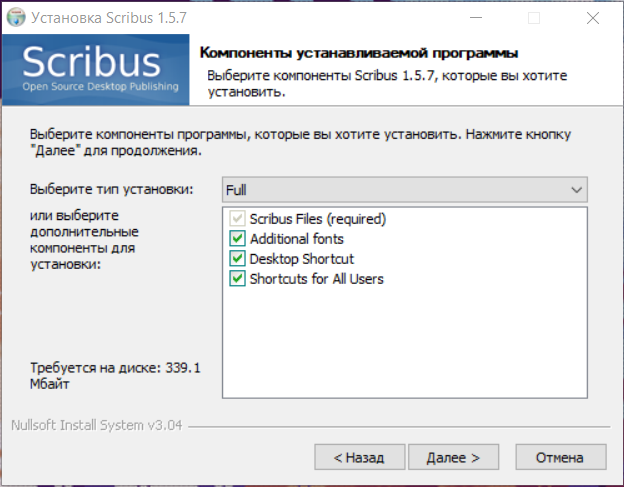 Установка Scribus 1.5.7
Scribus
Open Source Desktop Publishing
Компоненты устанавливаемой программы
Выберите компоненты Scribus 1.5.7, которые вы хотите
установить.
Выберите компоненты программы, которые вы хотите установить. Нажмите кнопку
"Далее" для продолжения.
Выберите тип установки:
Full
или выберите
дополнительные
компоненты для
установки:
Scribus Files (required)
Additional fonts
Desktop Shortcut
Shortcuts for All Users
Требуется на диске: 339.1
Мбайт
Nullsoft Install System v3.04
< Назад
Далее >
Отмена